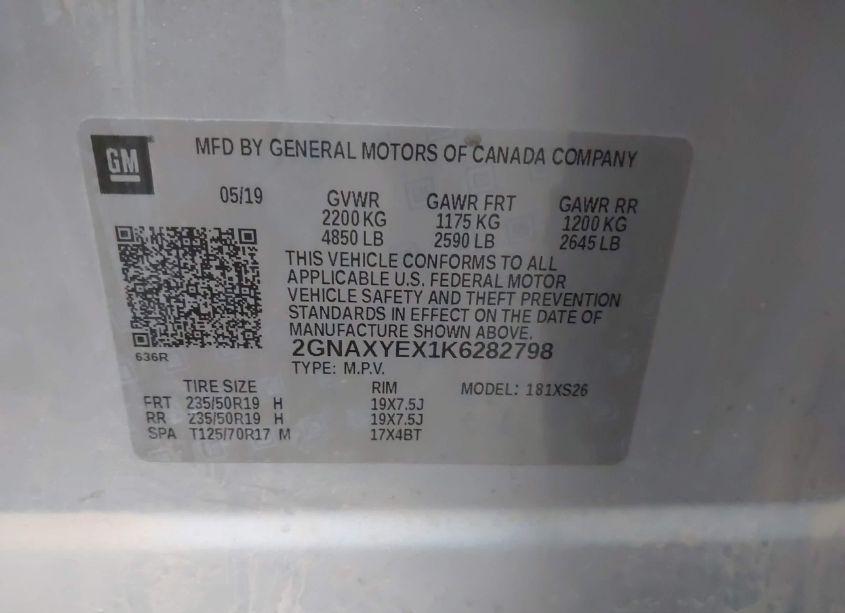 GM
MFD BY GENERAL MOTORS OF CANADA COMPANY
05/19 GVWR GAWR FRT GAWR RR
2200 KG 1175 KG 1200 KG
4850 LB 2590 LB 2645 LB
THIS VEHICLE CONFORMS TO ALL
APPLICABLE U.S. FEDERAL MOTOR
VEHICLE SAFETY AND THEFT PREVENTION
STANDARDS IN EFFECT ON THE DATE OF
MANUFACTURE SHOWN ABOVE.
636R
2GNAXYEX1K6282798
TYPE: M.P.V.
TIRE SIZE RIM MODEL: 181XS26
FRT 235/50R19 H 19X7.5J
RR 235/50R19 H 19X7.5J
SPA T125/70R17 M 17X4BT